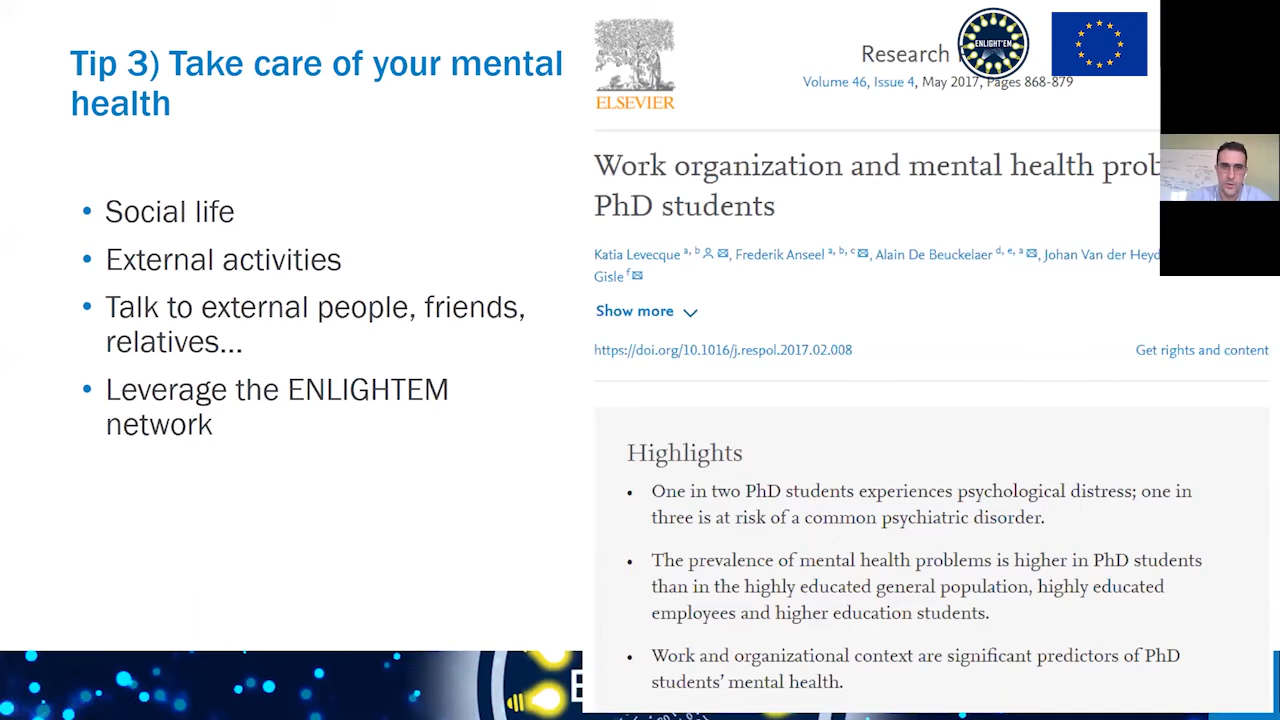 Tip 3) Take care of your mental
health
• Social life
• External activities
• Talk to external people, friends,
relatives...
• Leverage the ENLIGHTEM
network
ELSEVIER
Research
ENLIGHT'EM
Volume 46, Issue 4, May 2017, Pages 868-879
Work organization and mental health prob
PhD students
Katia Levecque a, b, Frederik Anseel a, b, c, Alain De Beuckelaer d, e, a, Johan Van der Heyd
Gisle f
Show more
https://doi.org/10.1016/j.respol.2017.02.008
Get rights and content
Highlights
• One in two PhD students experiences psychological distress; one in
three is at risk of a common psychiatric disorder.
• The prevalence of mental health problems is higher in PhD students
than in the highly educated general population, highly educated
employees and higher education students.
• Work and organizational context are significant predictors of PhD
students’ mental health.